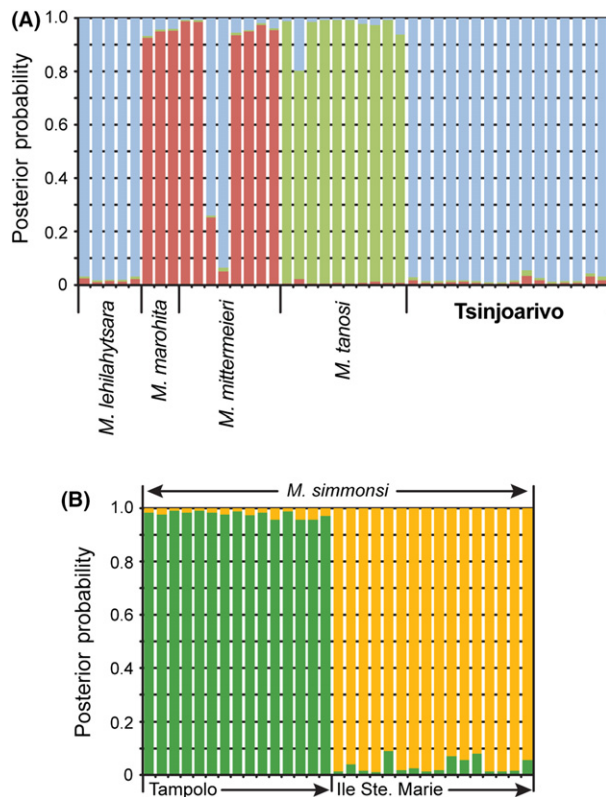 (A)
Posterior probability
1.0
0.8
0.6
0.4
0.2
0
M. lehilahytsara
M. marohita
M. mittermeieri
M. tanosi
Tsinjoarivo
(B)
M. simmonsi
Posterior probability
1.0
0.8
0.6
0.4
0.2
0
Tampolo
Ile Ste. Marie